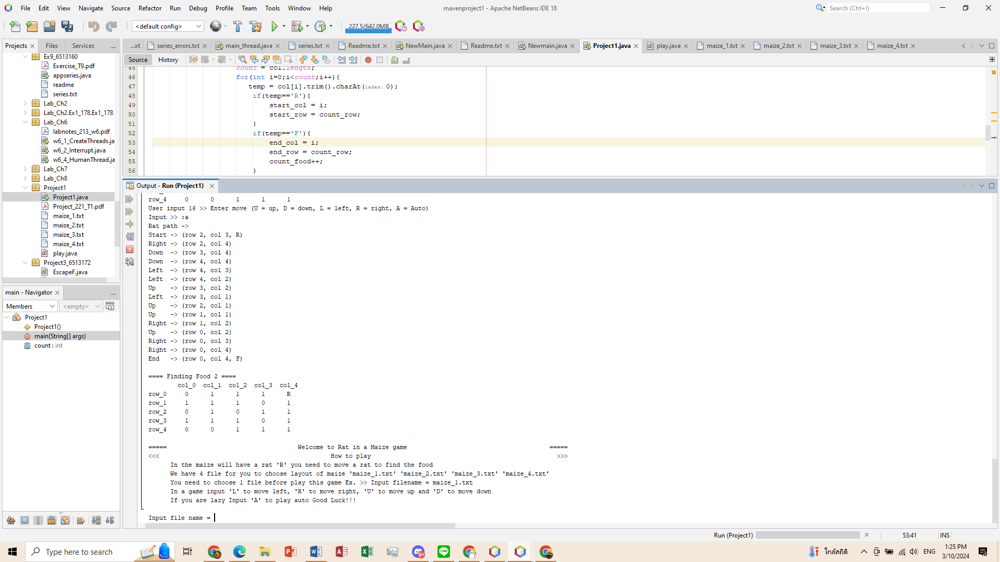 File Edit View Navigate Source Refactor Run Debug Profile Team Tools Window Help
mavenproject1 - Apache NetBeans IDE 18
Search (Ctrl+I)
<default config>
227.5/642.0MB
Projects Files Services
...xt series_errors.txt main_thread.java series.txt Readme.txt NewMain.java Readme.txt Newmain.java Project1.java play.java maize_1.txt maize_2.txt maize_3.txt maize_4.txt
Source History
Ex9_6513160
Exercise_T9.pdf
appseries.java
readme
series.txt
Lab_Ch2
Lab_Ch2.Ex1_178.Ex1_178
Lab_Ch6
labnotes_213_w6.pdf
w6_1_CreateThreads.ja
w6_2_Interrupt.java
w6_4_HumanThread.ja
Lab_Ch7
Lab_Ch8
Project1
Project1.java
Project_221_T1.pdf
maize_1.txt
maize_2.txt
maize_3.txt
maize_4.txt
play.java
Project3_6513172
EscapeF.java
45 count = col.length;
46 for(int i=0;i<count;i++){
47 temp = col[i].trim().charAt(index: 0);
48 if(temp=='R'){
49 start_col = i;
50 start_row = count_row;
51 }
52 if(temp=='F'){
53 end_col = i;
54 end_row = count_row;
55 count_food++;
56 }
Output - Run (Project1)
row_4 0 0 1 1 1
User input 16 >> Enter move (U = up, D = down, L = left, R = right, A = Auto)
Input >> :a
Rat path ->
Start -> (row 2, col 3, R)
Right -> (row 2, col 4)
Down -> (row 3, col 4)
Down -> (row 4, col 4)
Left -> (row 4, col 3)
Left -> (row 4, col 2)
Up -> (row 3, col 2)
Left -> (row 3, col 1)
Up -> (row 2, col 1)
Up -> (row 1, col 1)
Right -> (row 1, col 2)
Up -> (row 0, col 2)
Right -> (row 0, col 3)
Right -> (row 0, col 4)
End -> (row 0, col 4, F)
==== Finding Food 2 ====
col_0 col_1 col_2 col_3 col_4
row_0 0 1 1 1 R
row_1 1 1 1 0 1
row_2 0 1 0 1 1
row_3 1 1 1 0 1
row_4 0 0 1 1 1
===== Welcome to Rat in a Maize game =====
<<< How to play >>>
In the maize will have a rat 'R' you need to move a rat to find the food
We have 4 file for you to choose layout of maize 'maize_1.txt' 'maize_2.txt' 'maize_3.txt' 'maize_4.txt'
You need to choose 1 file before play this game Ex. >> Input filename = maize_1.txt
In a game input 'L' to move left, 'R' to move right, 'U' to move up and 'D' to move down
If you are lazy Input 'A' to play auto Good Luck!!!
Input file name =
main - Navigator
Members <empty>
Project1
Project1()
main(String[] args)
count : int
Run (Project1) 53:41 INS
Type here to search
9+
LINE
ใกล้สถิติ
ENG
1:25 PM
3/10/2024